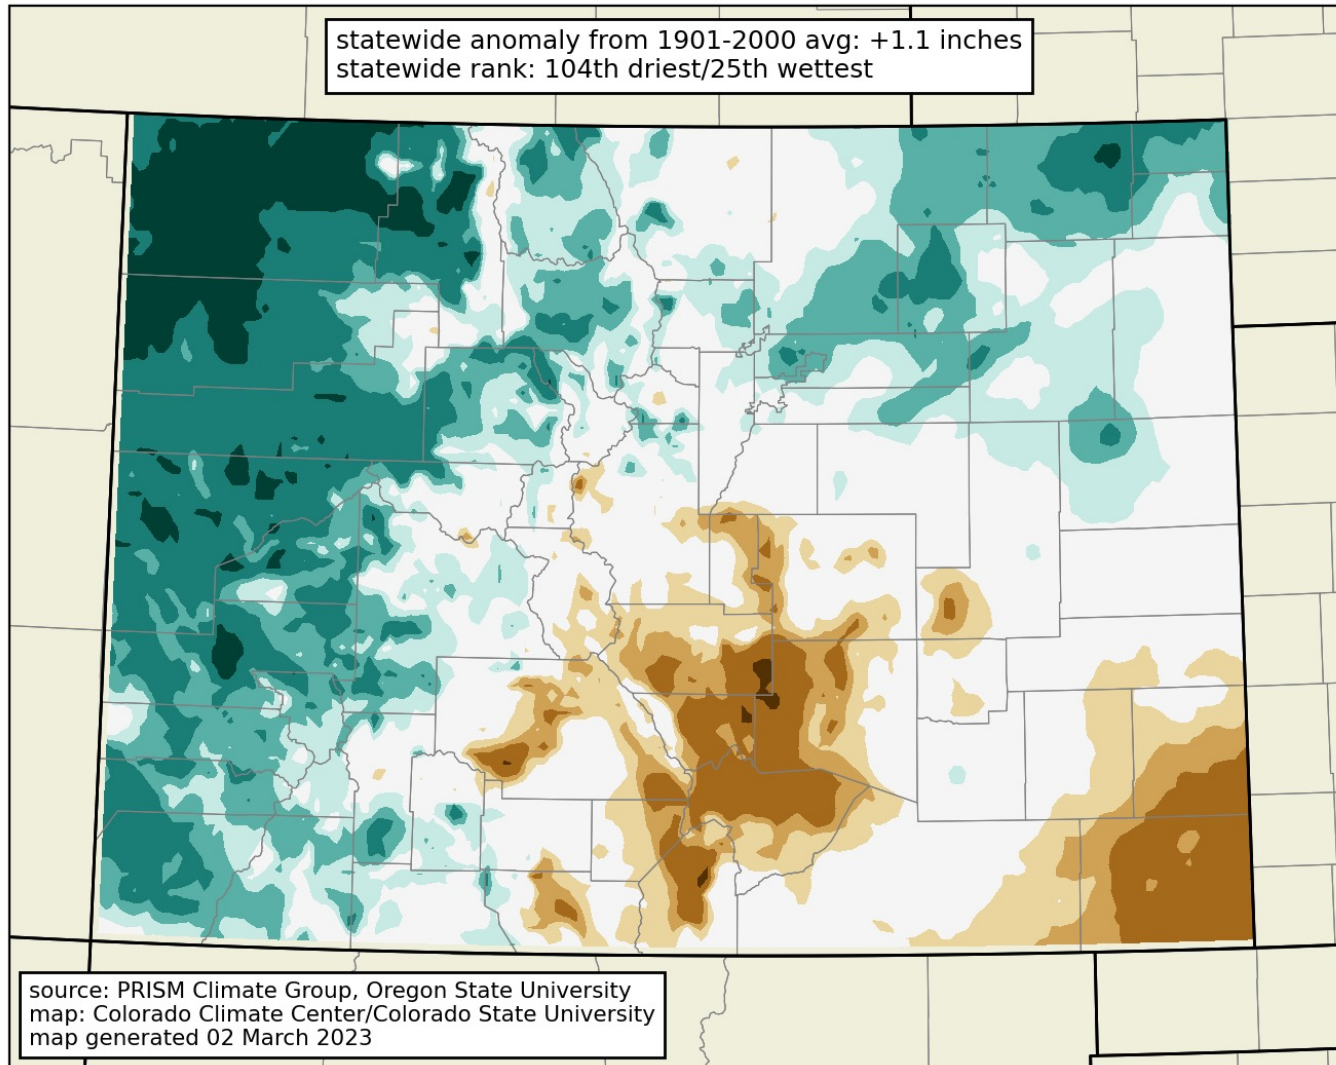 statewide anomaly from 1901-2000 avg: +1.1 inches
statewide rank: 104th driest/25th wettest
source: PRISM Climate Group, Oregon State University
map: Colorado Climate Center/Colorado State University
map generated 02 March 2023